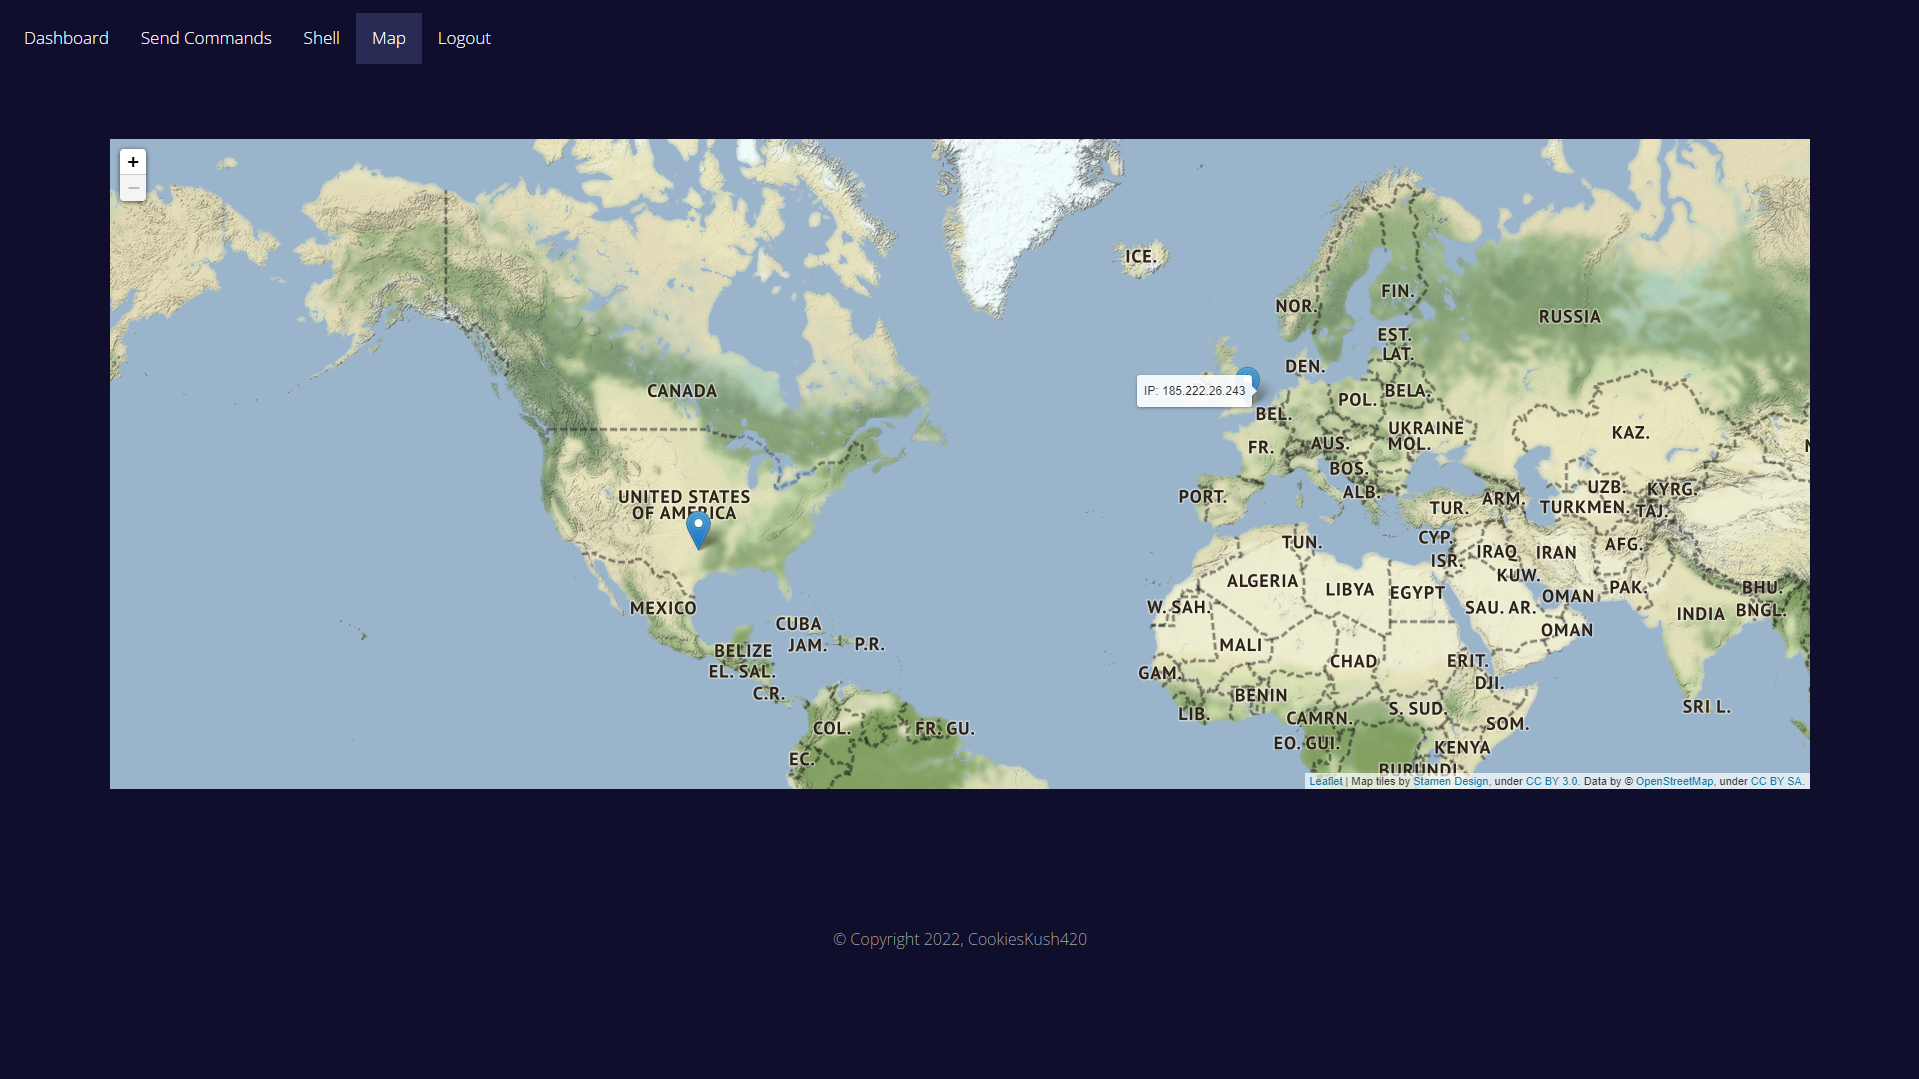 Dashboard Send Commands Shell Map Logout
+
−
ICE.
FIN.
NOR.
RUSSIA
EST.
LAT.
DEN.
CANADA
IP: 185.222.26.243
BELA.
POL.
BEL.
UKRAINE
KAZ.
AUS.
MOL.
FR.
BOS.
UNITED STATES
OF AMERICA
PORT.
ALB.
ARM.
UZB.
KYRG.
TUR.
TURKMEN.
TAJ.
TUN.
CYP.
ISR.
IRAQ
IRAN
AFG.
ALGERIA
LIBYA
EGYPT
KUW.
PAK.
BHU.
OMAN
MEXICO
W. SAH.
SAU. AR.
INDIA
BNGL.
CUBA
OMAN
JAM.
P.R.
BELIZE
MALI
CHAD
ERIT.
EL. SAL.
GAM.
DJI.
C.R.
BENIN
SRI L.
LIB.
CAMRN.
S. SUD.
SOM.
COL.
FR. GU.
EQ. GUI.
KENYA
EC.
BURUNDI
Leaflet | Map tiles by Stamen Design, under CC BY 3.0. Data by © OpenStreetMap, under CC BY SA.
© Copyright 2022, CookiesKush420